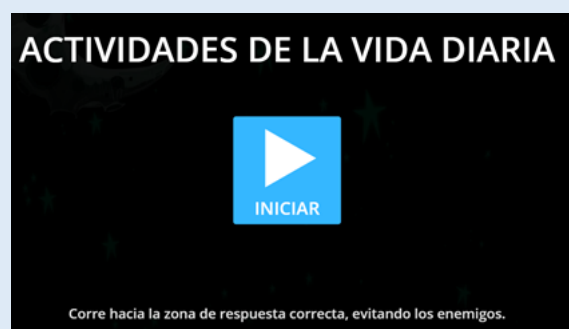 ACTIVIDADES DE LA VIDA DIARIA
INICIAR
Corre hacia la zona de respuesta correcta, evitando los enemigos.